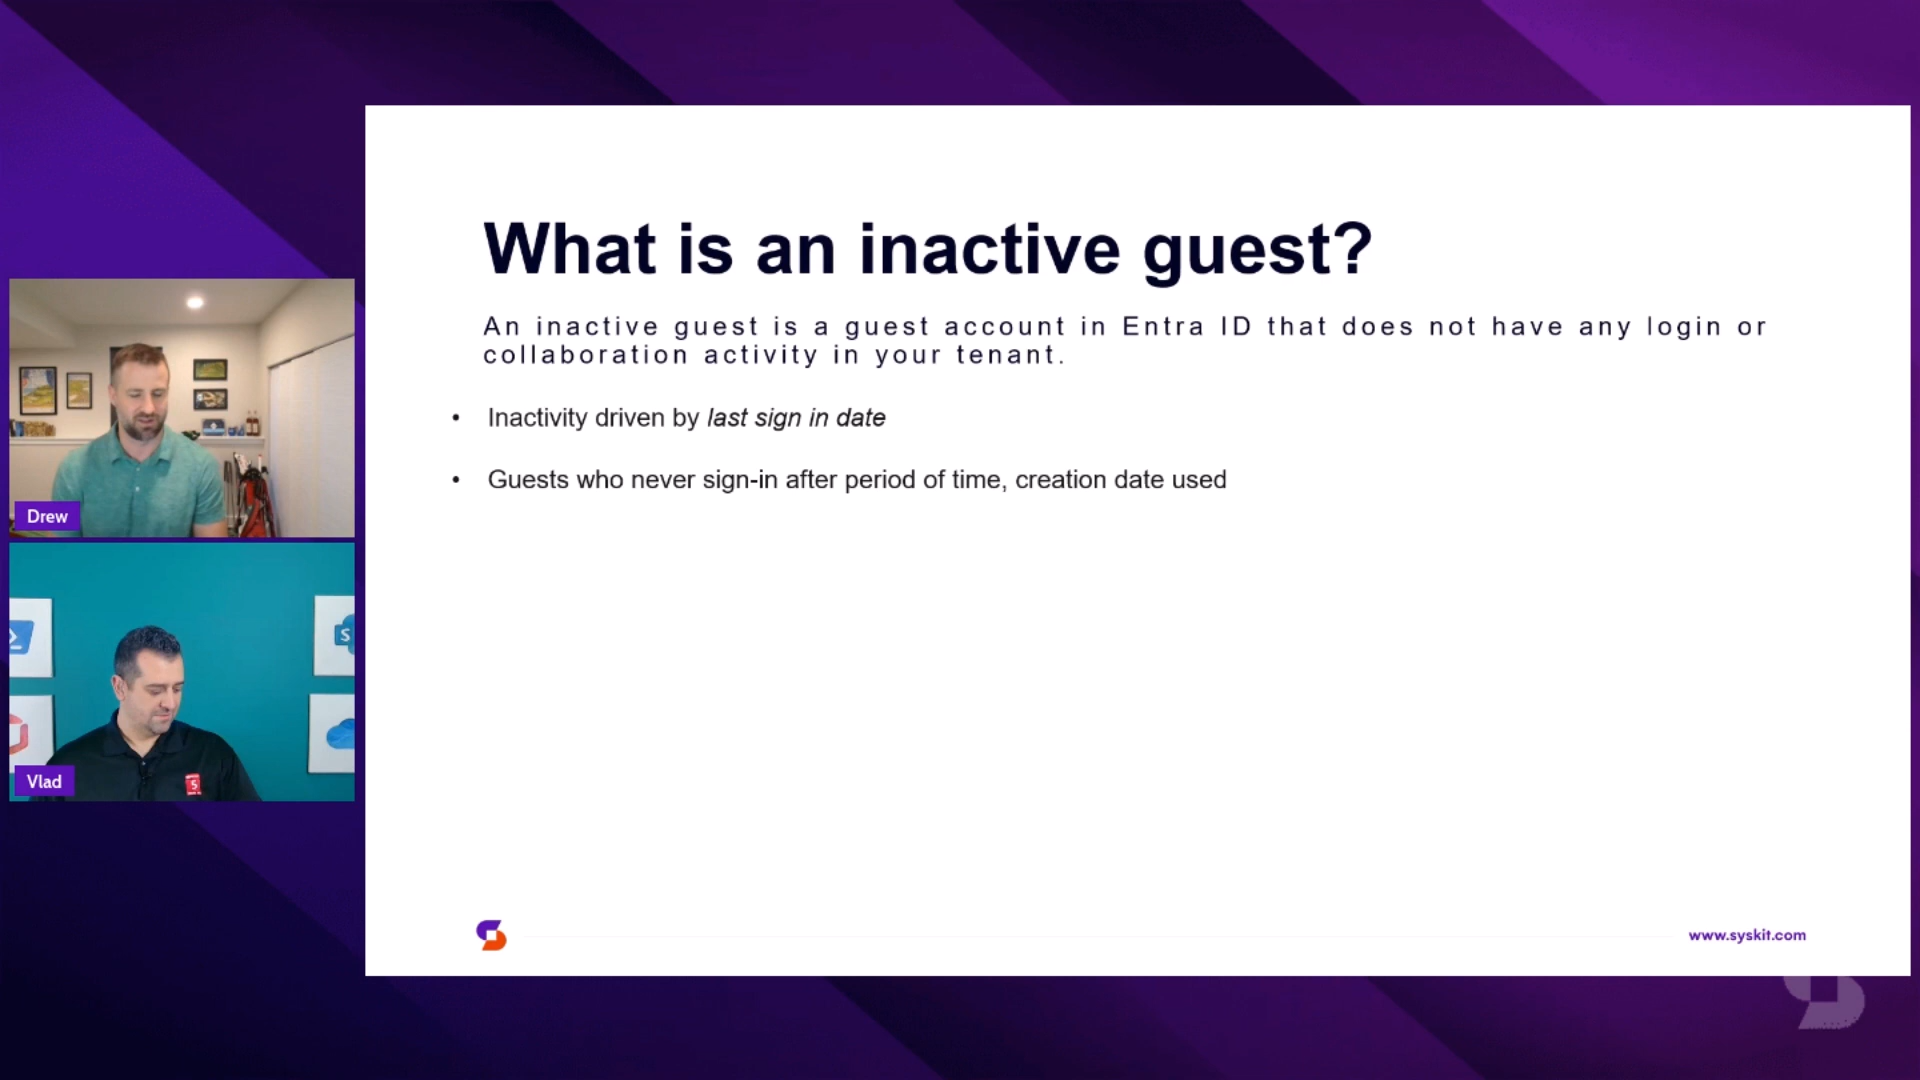 What is an inactive guest?
An inactive guest is a guest account in Entra ID that does not have any login or
collaboration activity in your tenant.
• Inactivity driven by last sign in date
• Guests who never sign-in after period of time, creation date used
Drew
S
Vlad
www.syskit.com